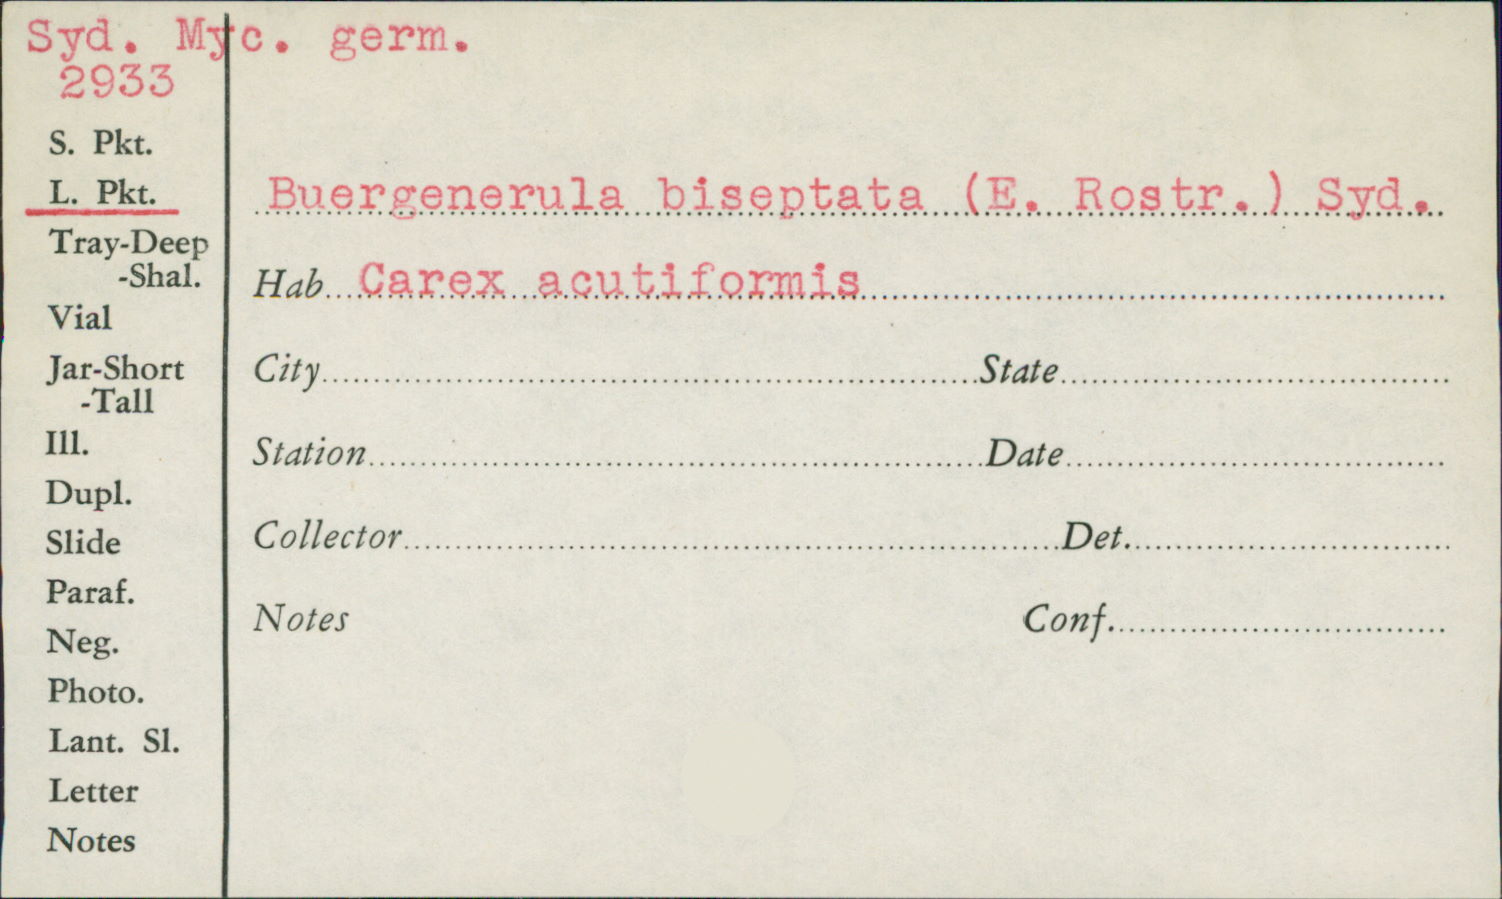 Syd. Myc. germ.
2933
S. Pkt.
L. Pkt.
Tray-Deep
-Shal.
Vial
Jar-Short
-Tall
Ill.
Dupl.
Slide
Paraf.
Neg.
Photo.
Lant. Sl.
Letter
Notes
Buergenerula biseptata (E. Rostr.) Syd.
Hab. Carex acutiformis
City State
Station Date
Collector Det.
Notes Conf.